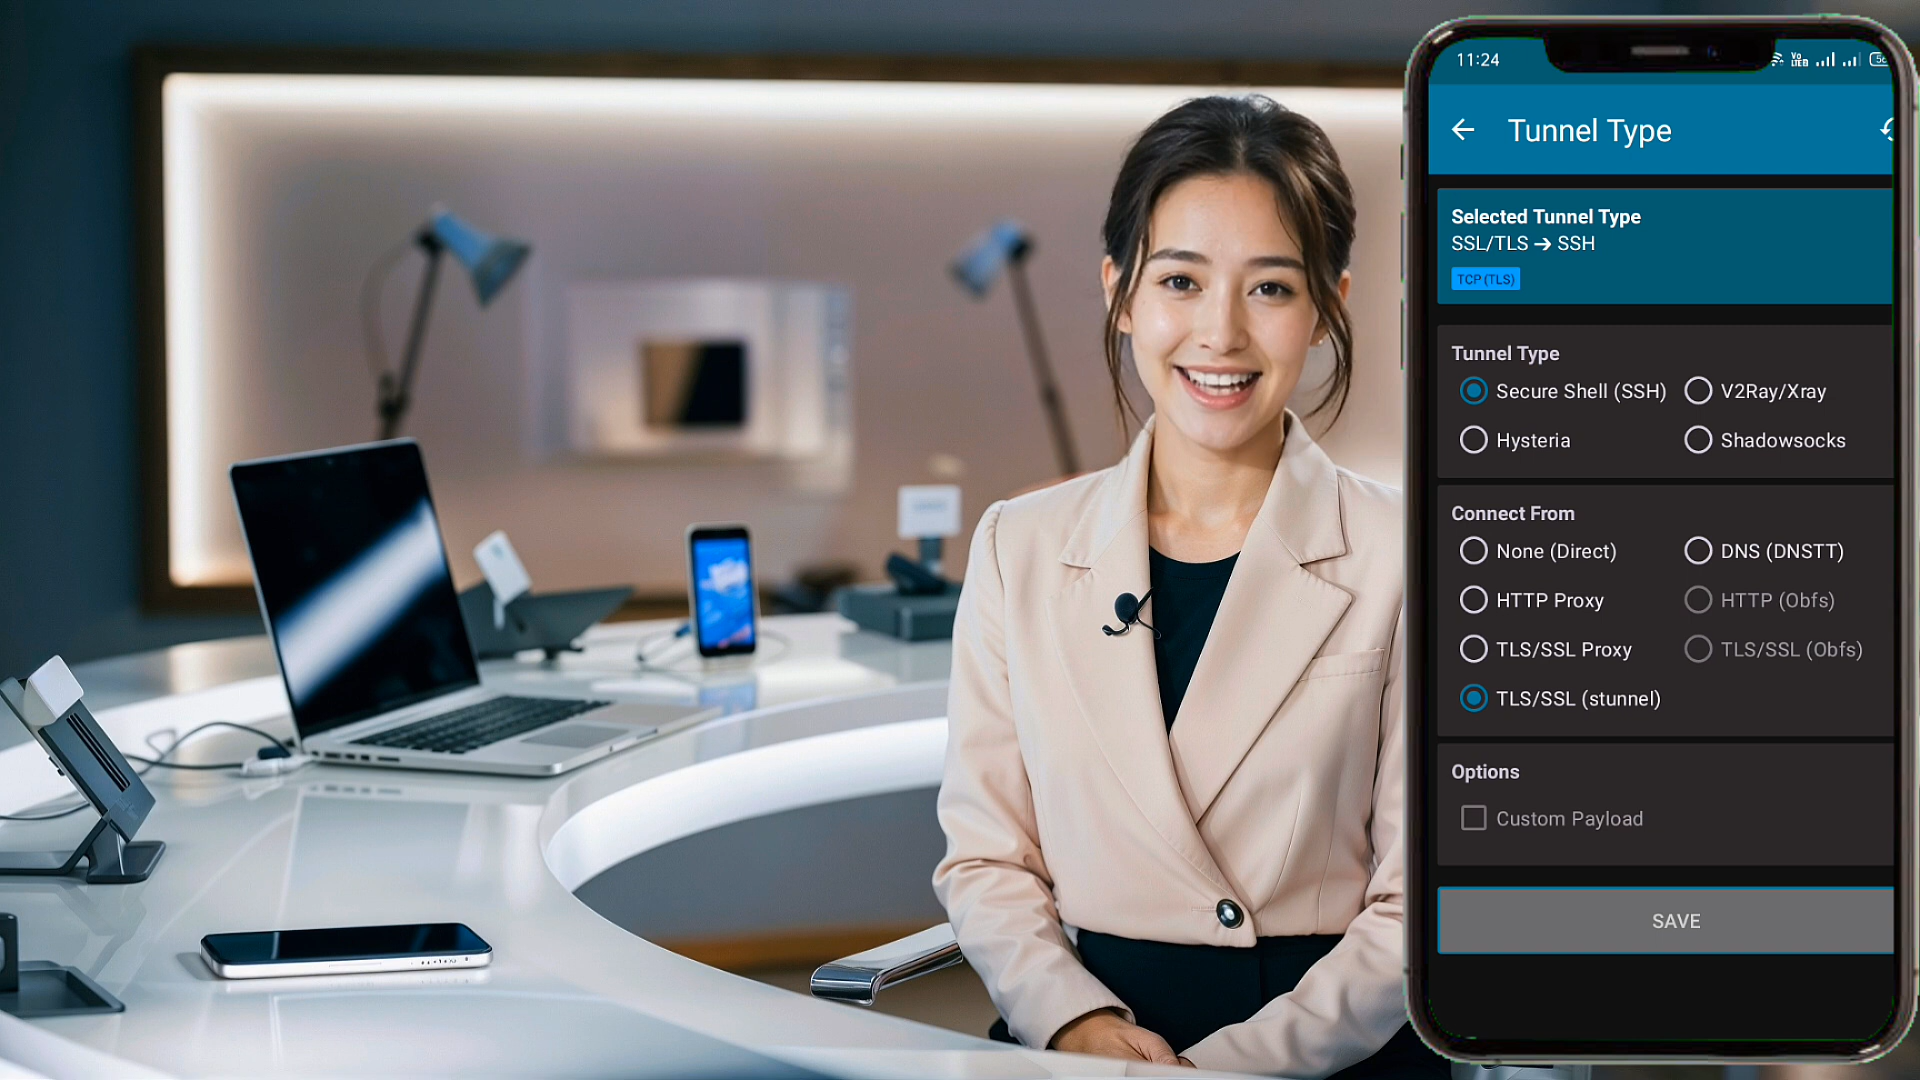 11:24
Vo
LTED
Tunnel Type
Selected Tunnel Type
SSL/TLS ➔ SSH
TCP (TLS)
Tunnel Type
Secure Shell (SSH)
V2Ray/Xray
Hysteria
Shadowsocks
Connect From
None (Direct)
DNS (DNSTT)
HTTP Proxy
HTTP (Obfs)
TLS/SSL Proxy
TLS/SSL (Obfs)
TLS/SSL (stunnel)
Options
Custom Payload
SAVE